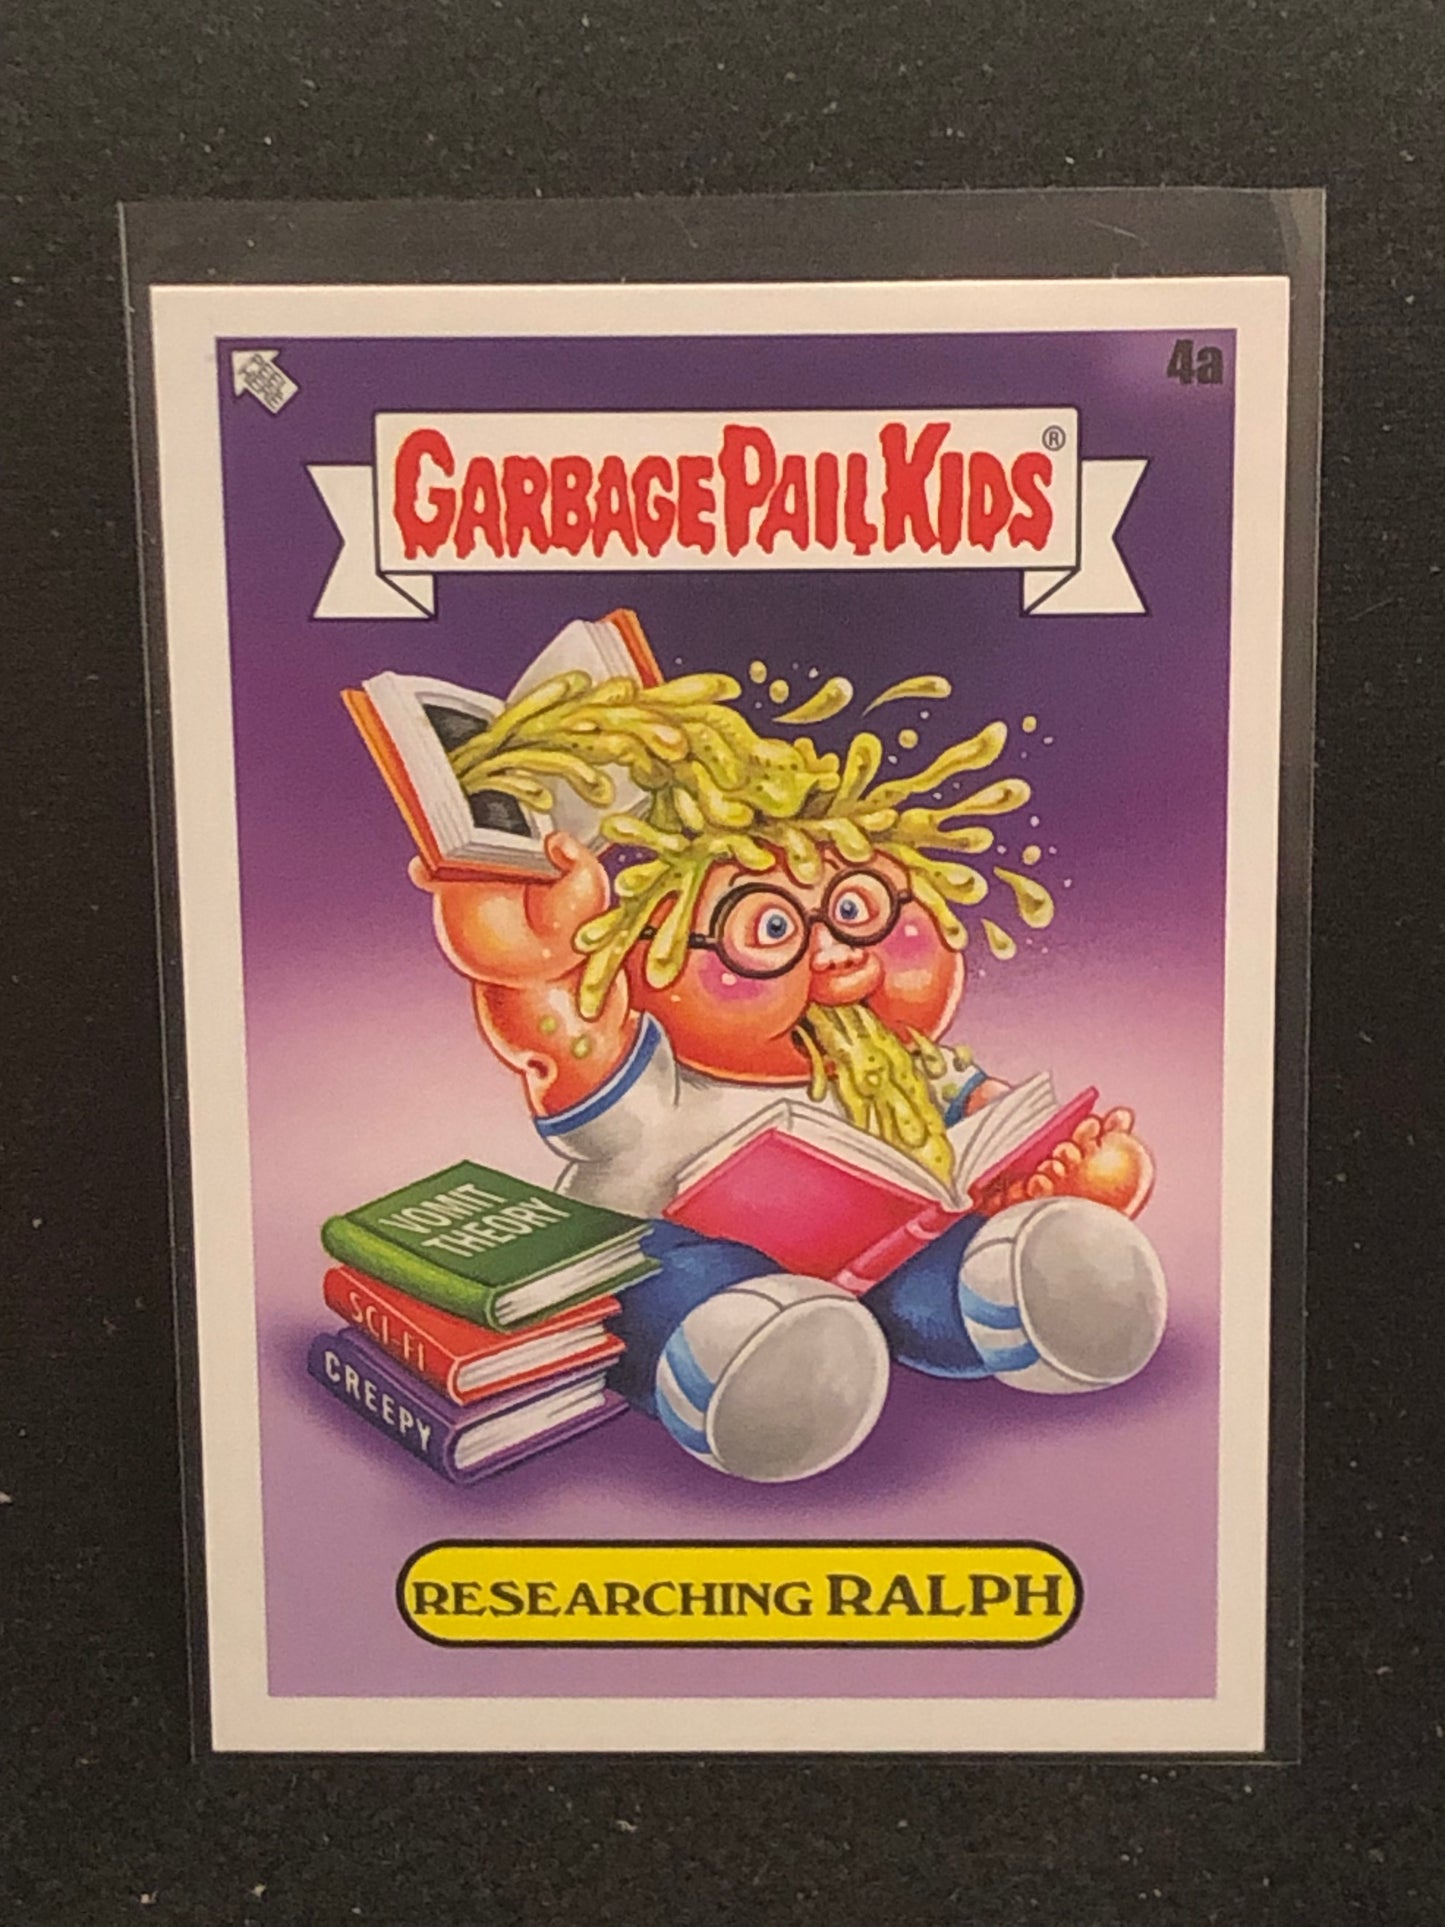 4a
GARBAGE PAIL KIDS®
VOMIT
THEORY
SCI-FI
CREEPY
RESEARCHING RALPH